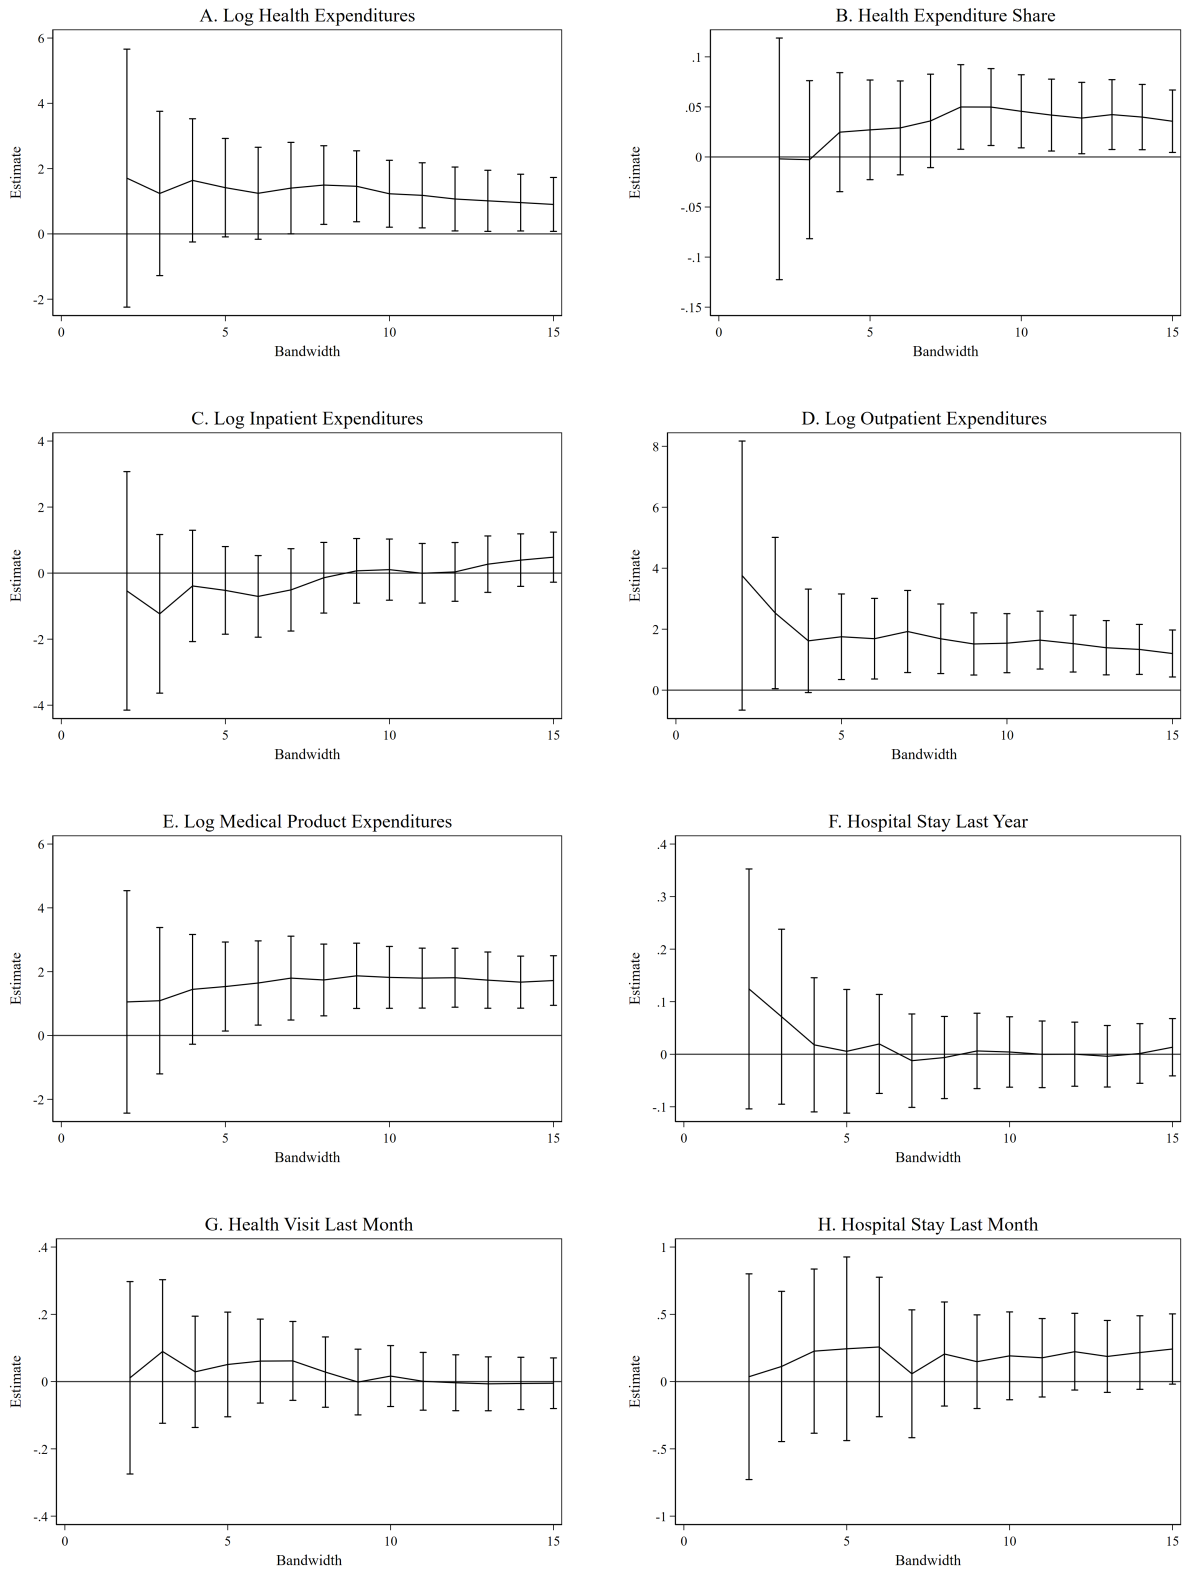 A. Log Health Expenditures
6
4
2
0
-2
Estimate
0 5 10 15
Bandwidth
B. Health Expenditure Share
.1
.05
0
-.05
-.1
-.15
Estimate
0 5 10 15
Bandwidth
C. Log Inpatient Expenditures
4
2
0
-2
-4
Estimate
0 5 10 15
Bandwidth
D. Log Outpatient Expenditures
8
6
4
2
0
Estimate
0 5 10 15
Bandwidth
E. Log Medical Product Expenditures
6
4
2
0
-2
Estimate
0 5 10 15
Bandwidth
F. Hospital Stay Last Year
.4
.3
.2
.1
0
-.1
Estimate
0 5 10 15
Bandwidth
G. Health Visit Last Month
.4
.2
0
-.2
-.4
Estimate
0 5 10 15
Bandwidth
H. Hospital Stay Last Month
1
.5
0
-.5
-1
Estimate
0 5 10 15
Bandwidth